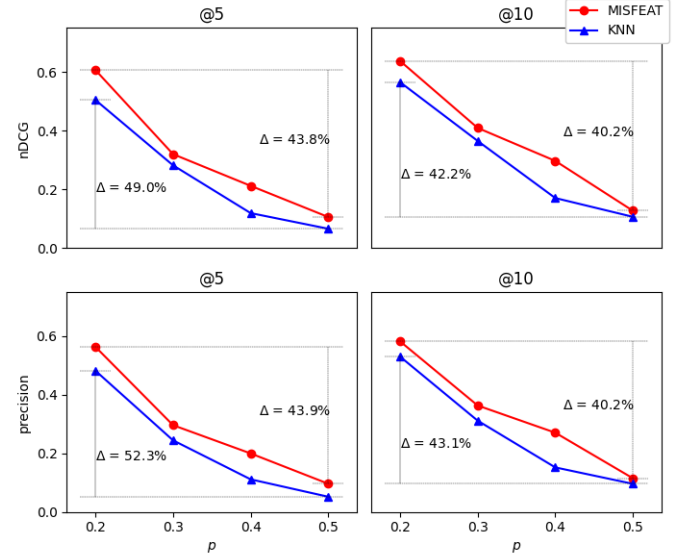 @5
@10
MISFEAT
KNN
nDCG
0.6
0.4
0.2
0.0
Δ = 43.8%
Δ = 49.0%
Δ = 40.2%
Δ = 42.2%
@5
@10
precision
0.6
0.4
0.2
0.0
Δ = 43.9%
Δ = 52.3%
Δ = 40.2%
Δ = 43.1%
0.2 0.3 0.4 0.5
0.2 0.3 0.4 0.5
p
p